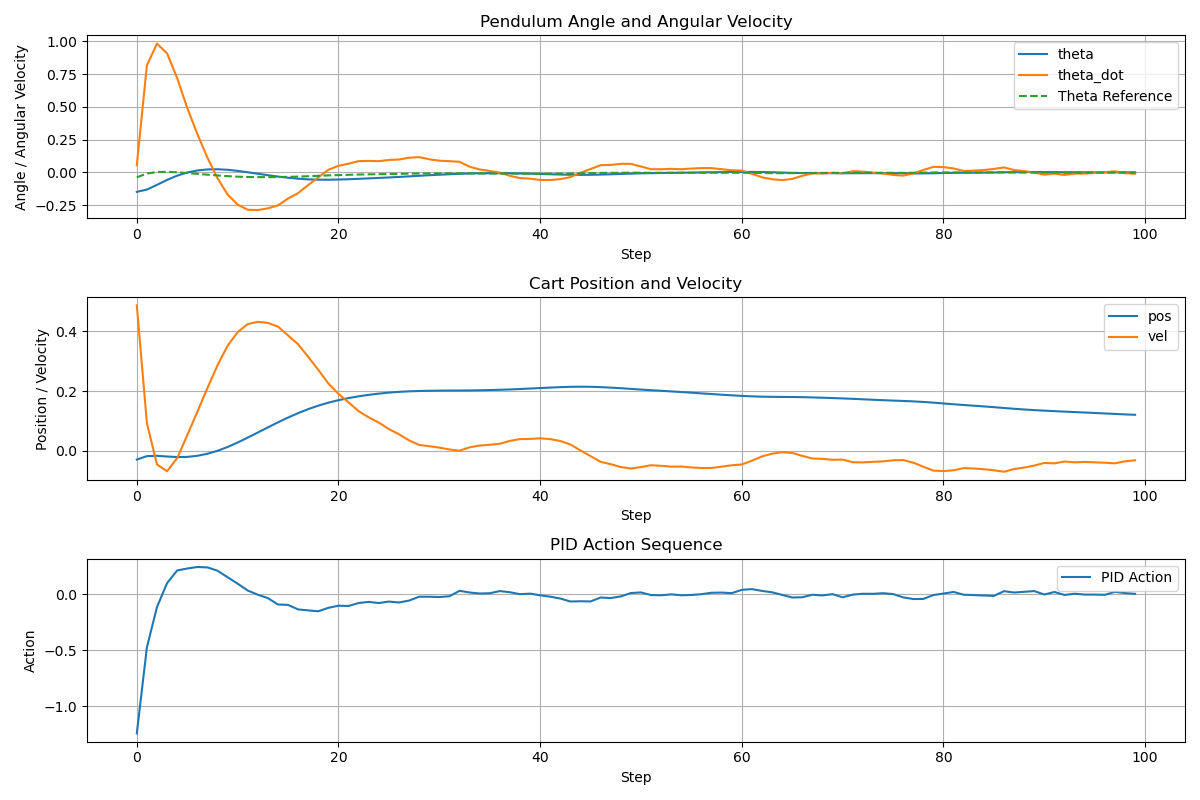 Pendulum Angle and Angular Velocity
Angle / Angular Velocity
1.00
0.75
0.50
0.25
0.00
−0.25
theta
theta_dot
Theta Reference
0 20 40 60 80 100
Step
Cart Position and Velocity
Position / Velocity
0.4
0.2
0.0
pos
vel
0 20 40 60 80 100
Step
PID Action Sequence
Action
0.0
−0.5
−1.0
PID Action
0 20 40 60 80 100
Step